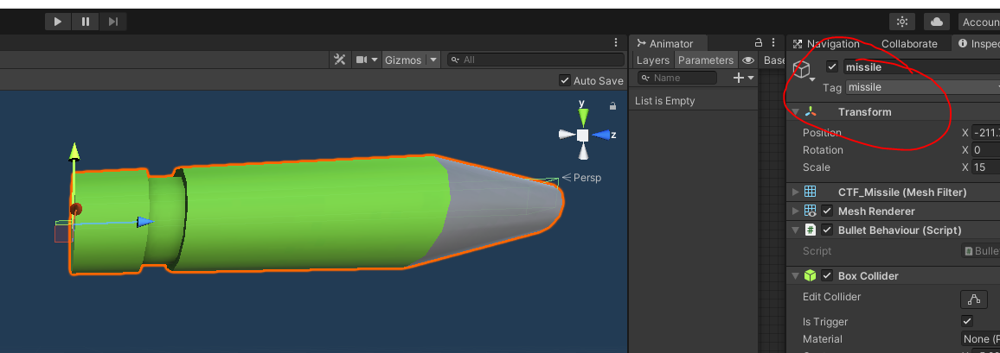 Accoun
Gizmos
All
Animator
Navigation
Collaborate
Inspec
Layers
Parameters
Base
missile
Auto Save
Name
Tag
missile
List is Empty
Transform
y
z
Persp
Position
X
-211.
Rotation
X
0
Scale
X
15
CTF_Missile (Mesh Filter)
Mesh Renderer
#
Bullet Behaviour (Script)
Script
Bulle
Box Collider
Edit Collider
Is Trigger
Material
None (P